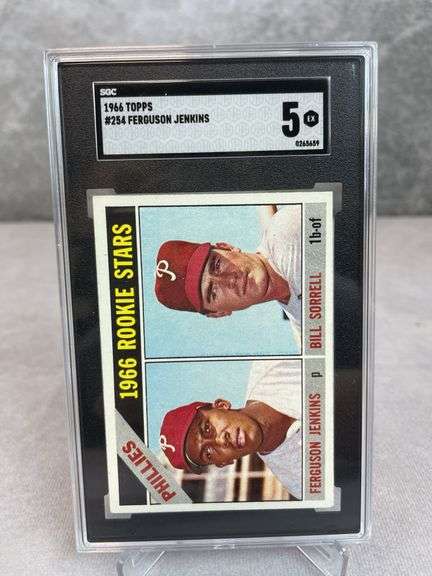 SGC
1966 TOPPS
#254 FERGUSON JENKINS
5 EX
0265659
1966 ROOKIE STARS
P
BILL SORRELL 1b-of
P
FERGUSON JENKINS p
PHILLIES